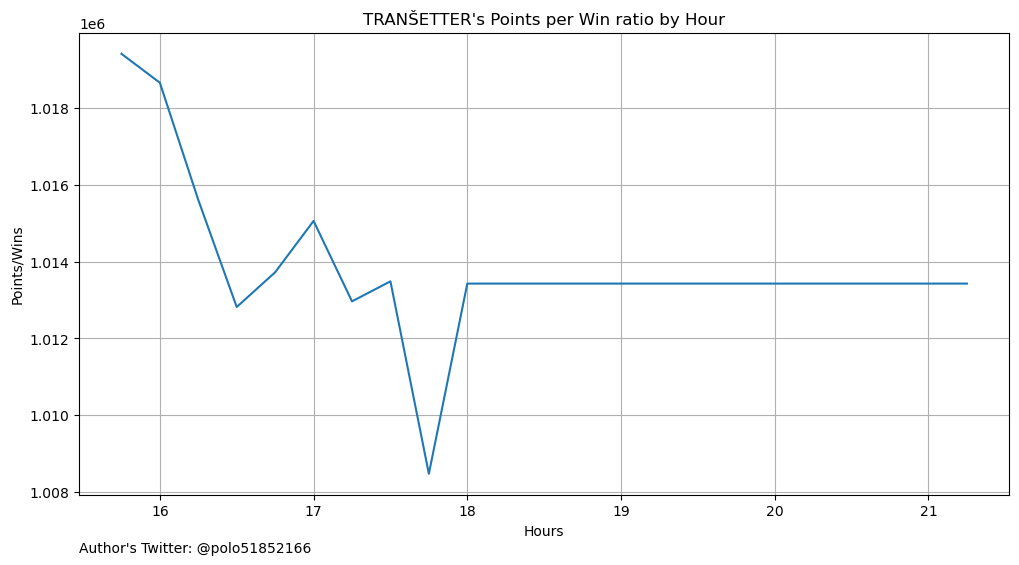 TRANŠETTER's Points per Win ratio by Hour
1e6
1.018
1.016
1.014
1.012
1.010
1.008
Points/Wins
16 17 18 19 20 21
Hours
Author's Twitter: @polo51852166